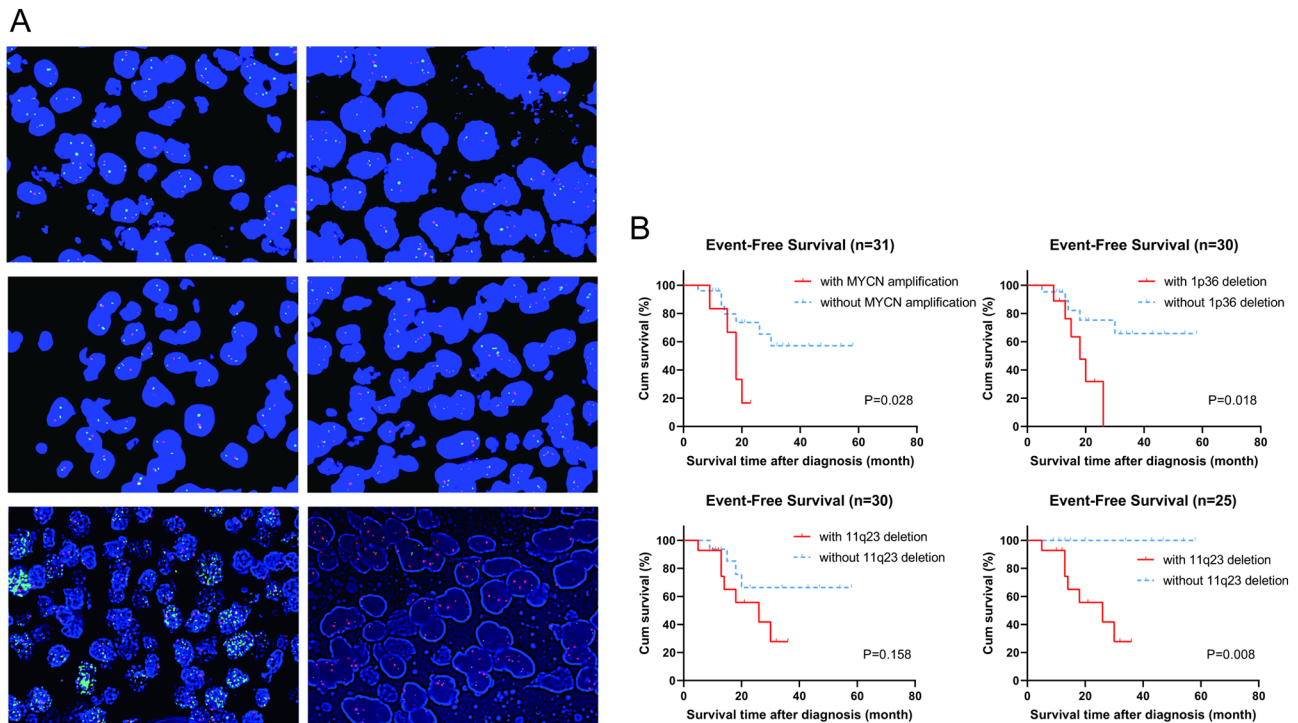 A
B
Event-Free Survival (n=31)
with MYCN amplification
without MYCN amplification
100
80
60
40
20
0
Cum survival (%)
P=0.028
0 20 40 60 80
Survival time after diagnosis (month)
Event-Free Survival (n=30)
with 1p36 deletion
without 1p36 deletion
100
80
60
40
20
0
Cum survival (%)
P=0.018
0 20 40 60 80
Survival time after diagnosis (month)
Event-Free Survival (n=30)
with 11q23 deletion
without 11q23 deletion
100
80
60
40
20
0
Cum survival (%)
P=0.158
0 20 40 60 80
Survival time after diagnosis (month)
Event-Free Survival (n=25)
with 11q23 deletion
without 11q23 deletion
100
80
60
40
20
0
Cum survival (%)
P=0.008
0 20 40 60 80
Survival time after diagnosis (month)